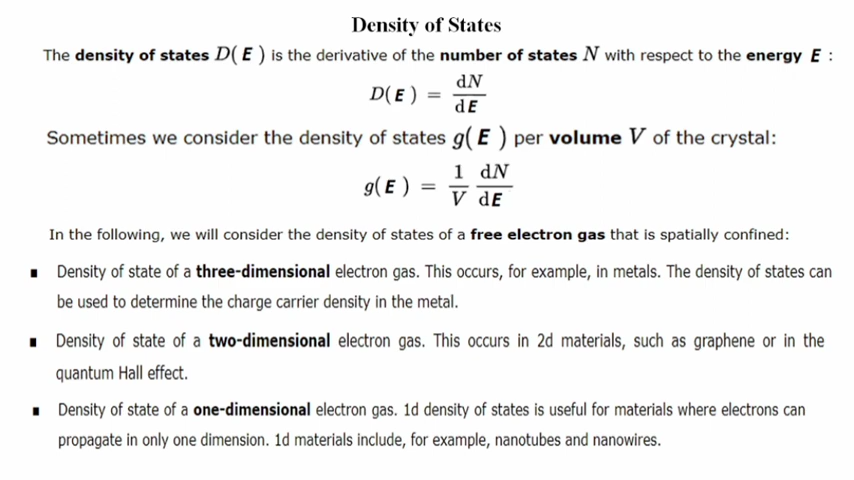 Density of States
The density of states D( E ) is the derivative of the number of states N with respect to the energy E :
D( E ) = dN / dE
Sometimes we consider the density of states g( E ) per volume V of the crystal:
g( E ) = 1 / V dN / dE
In the following, we will consider the density of states of a free electron gas that is spatially confined:
▪ Density of state of a three-dimensional electron gas. This occurs, for example, in metals. The density of states can
be used to determine the charge carrier density in the metal.
▪ Density of state of a two-dimensional electron gas. This occurs in 2d materials, such as graphene or in the
quantum Hall effect.
▪ Density of state of a one-dimensional electron gas. 1d density of states is useful for materials where electrons can
propagate in only one dimension. 1d materials include, for example, nanotubes and nanowires.